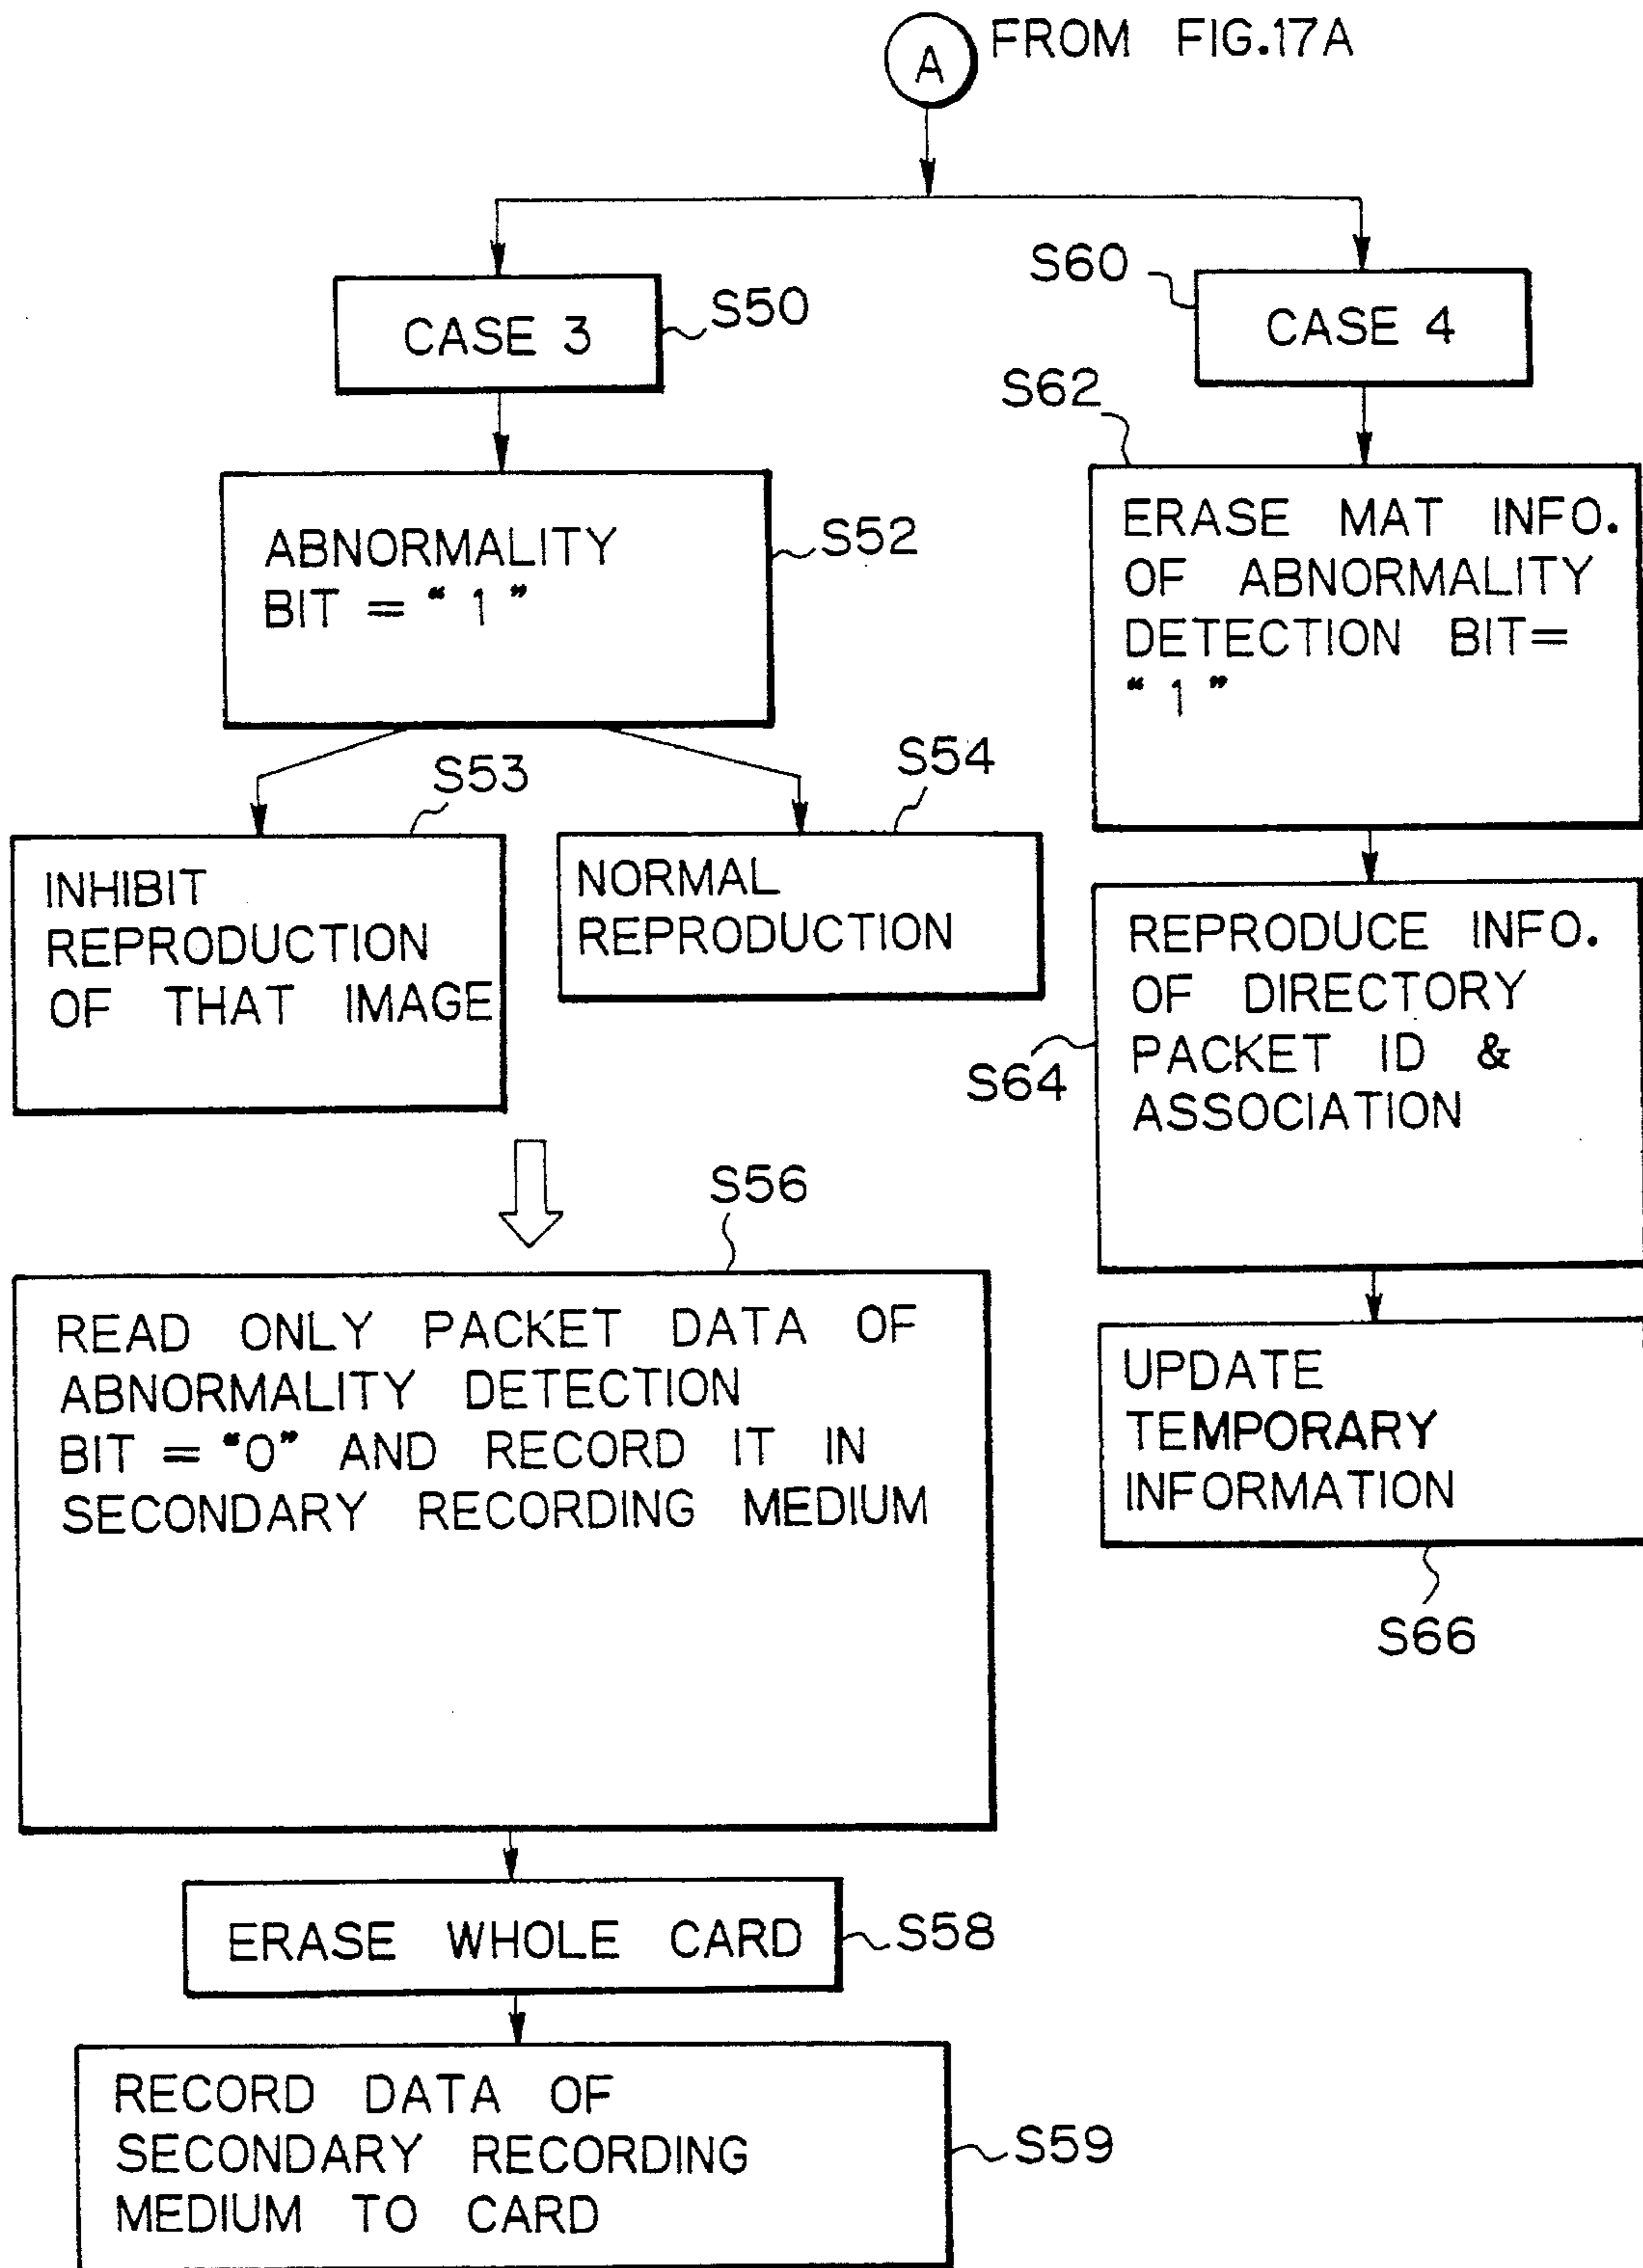 A FROM FIG.17A
CASE 3
S50
S60
CASE 4
S52
ABNORMALITY
BIT = "1"
S62
ERASE MAT INFO.
OF ABNORMALITY
DETECTION BIT=
"1"
S53
INHIBIT
REPRODUCTION
OF THAT IMAGE
S54
NORMAL
REPRODUCTION
S64
REPRODUCE INFO.
OF DIRECTORY
PACKET ID &
ASSOCIATION
S56
READ ONLY PACKET DATA OF
ABNORMALITY DETECTION
BIT = "0" AND RECORD IT IN
SECONDARY RECORDING MEDIUM
UPDATE
TEMPORARY
INFORMATION
S66
ERASE WHOLE CARD
S58
RECORD DATA OF
SECONDARY RECORDING
MEDIUM TO CARD
S59